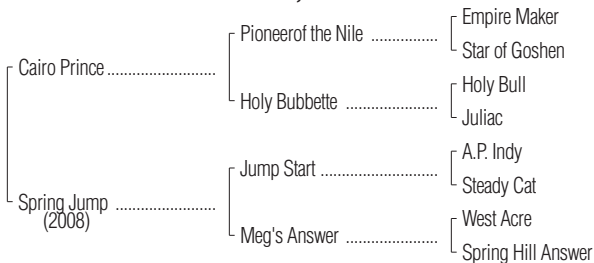 Empire Maker
Pioneerof the Nile ................
Star of Goshen
Cairo Prince ..........................
Holy Bull
Holy Bubbette ......................
Juliac
A.P. Indy
Jump Start ............................
Steady Cat
Spring Jump ........................
(2008)
West Acre
Meg's Answer ......................
Spring Hill Answer